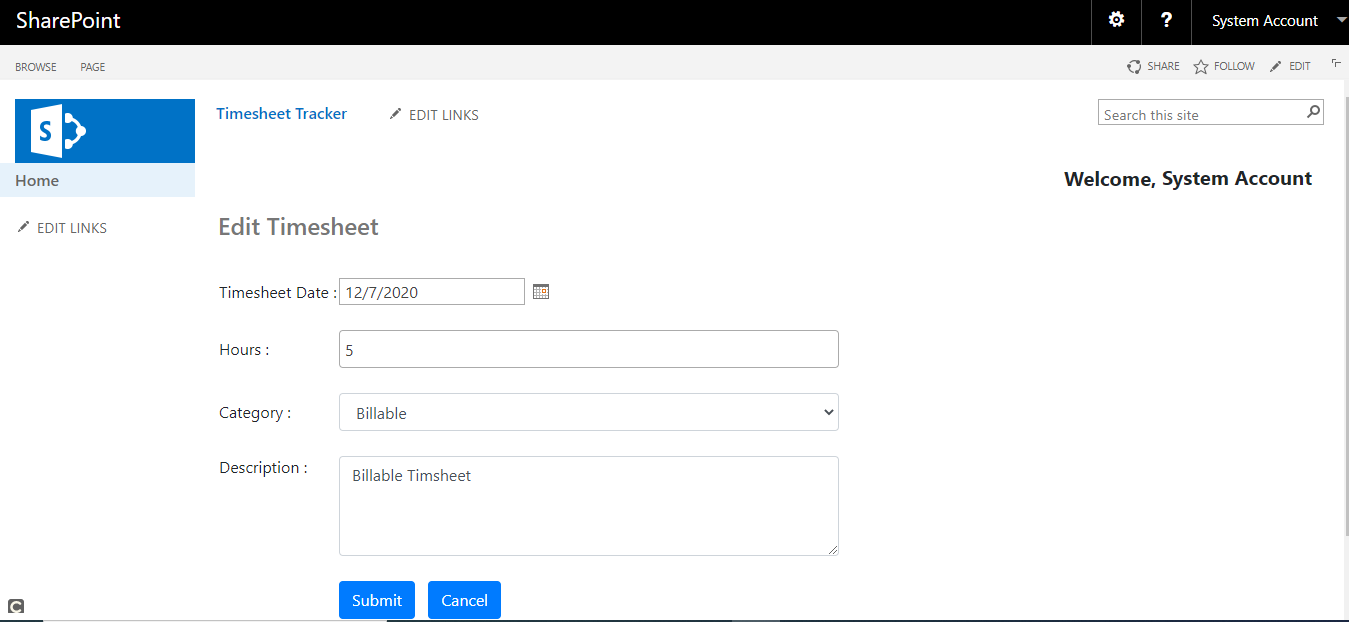 SharePoint
? System Account
BROWSE PAGE
SHARE FOLLOW EDIT
S
Timesheet Tracker EDIT LINKS
Search this site
Home
Welcome, System Account
EDIT LINKS
Edit Timesheet
Timesheet Date : 12/7/2020
Hours : 5
Category : Billable
Description : Billable Timsheet
Submit Cancel
C